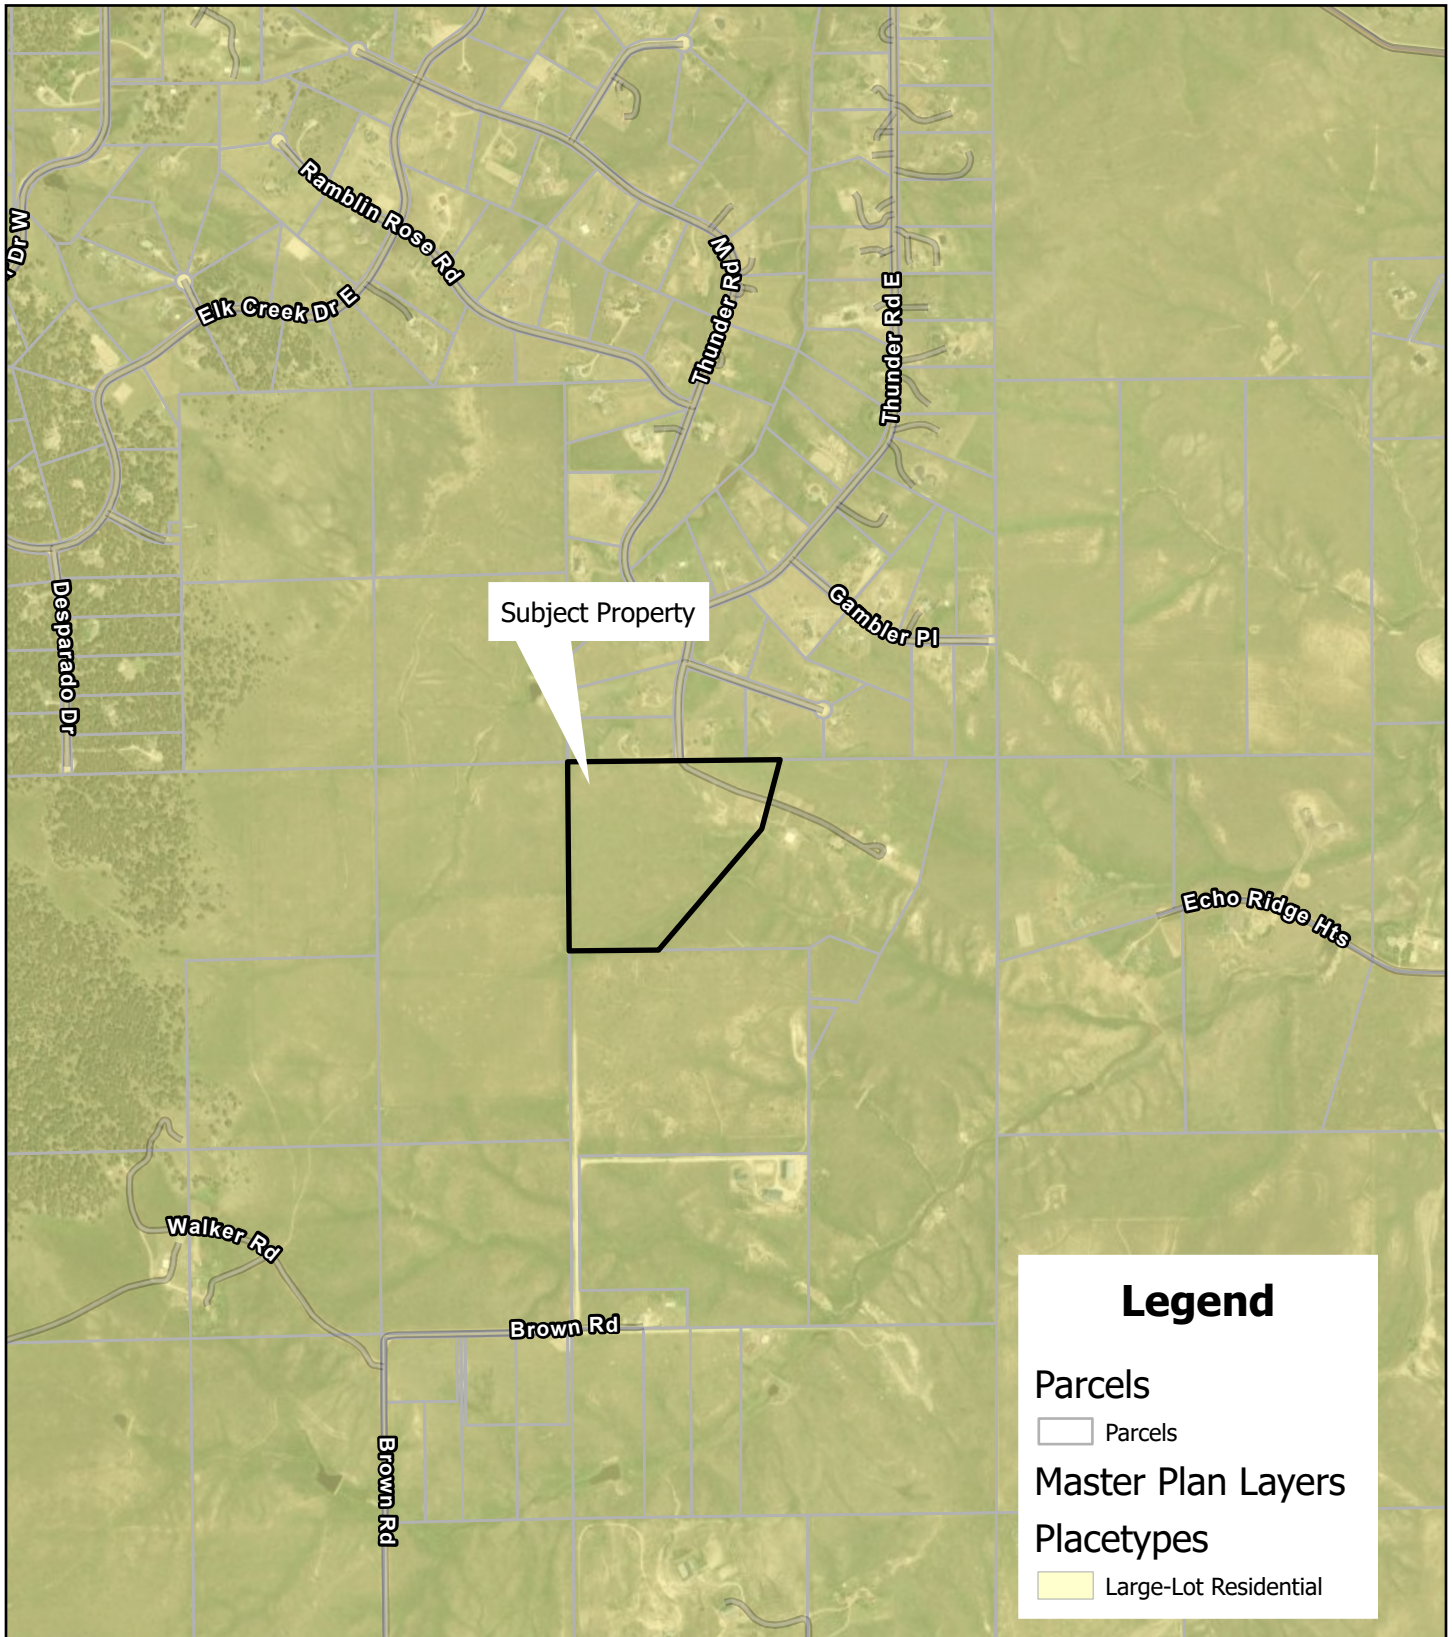 Ramblin Rose Rd
Dr W
Elk Creek Dr E
Thunder Rd W
Thunder Rd E
Desparado Dr
Subject Property
Gambler Pl
Echo Ridge Hts
Walker Rd
Brown Rd
Brown Rd
Legend
Parcels
Parcels
Master Plan Layers
Placetypes
Large-Lot Residential